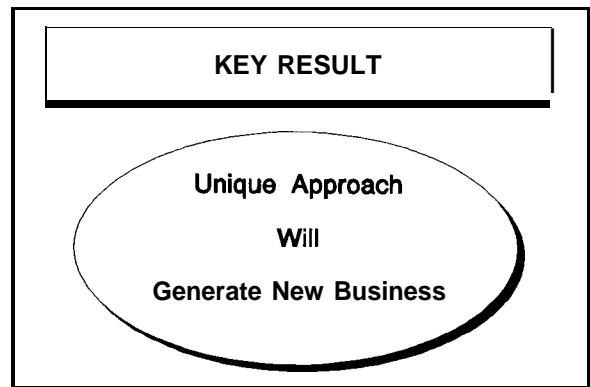 KEY RESULT
Unique Approach
Will
Generate New Business